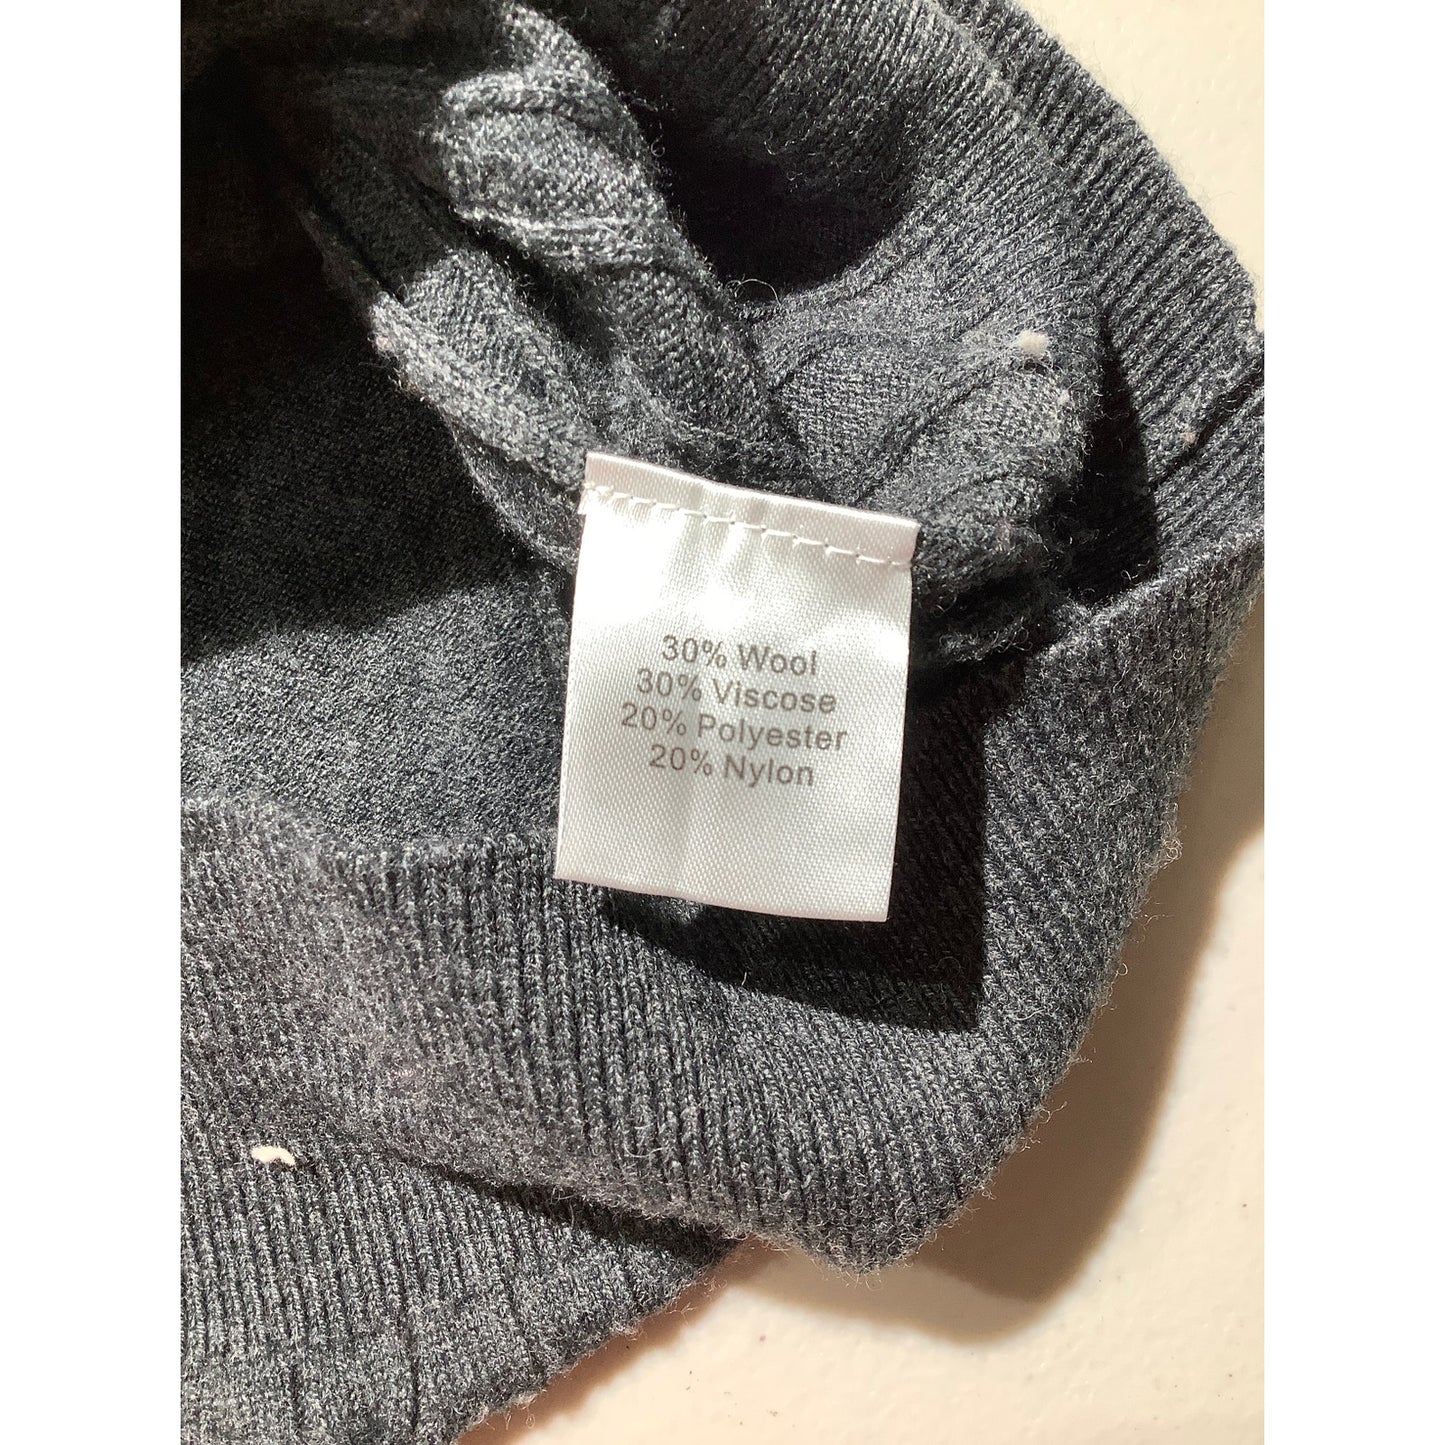 30% Wool
30% Viscose
20% Polyester
20% Nylon